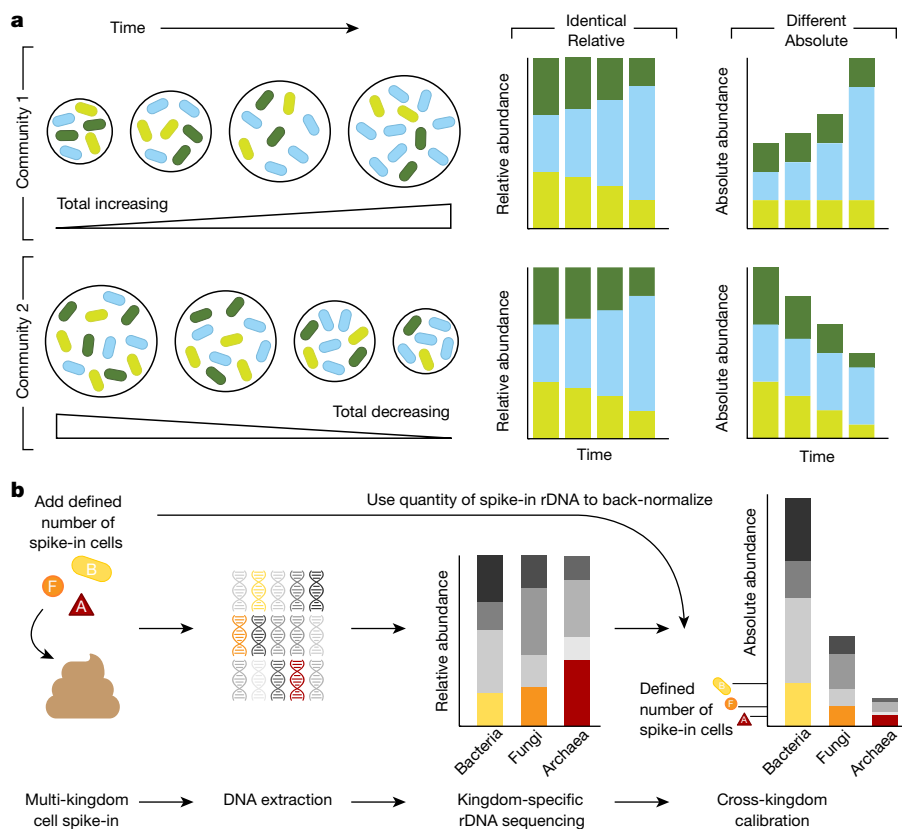 a
Time
Identical
Relative
Different
Absolute
Community 1
Total increasing
Relative abundance
Absolute abundance
Community 2
Total decreasing
Relative abundance
Absolute abundance
Time
Time
b
Add defined
number of
spike-in cells
Use quantity of spike-in rDNA to back-normalize
B
F
A
Relative abundance
Bacteria
Fungi
Archaea
Absolute abundance
Defined
number of
spike-in cells
B
F
A
Bacteria
Fungi
Archaea
Multi-kingdom
cell spike-in
DNA extraction
Kingdom-specific
rDNA sequencing
Cross-kingdom
calibration